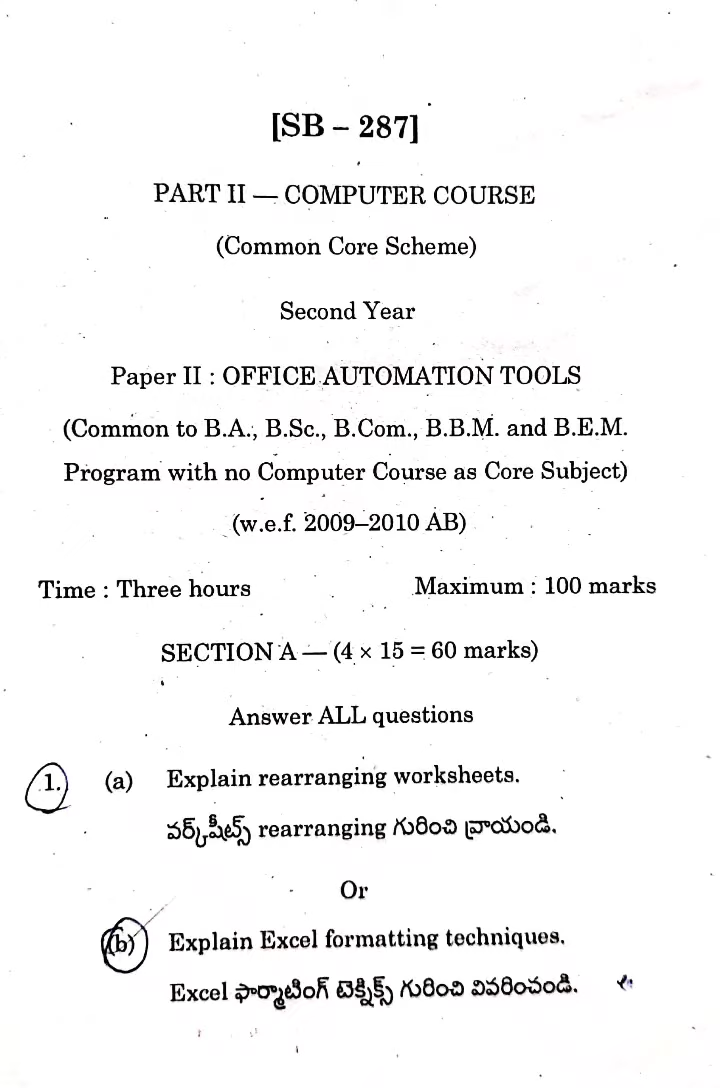 [SB – 287]
PART II — COMPUTER COURSE
(Common Core Scheme)
Second Year
Paper II : OFFICE AUTOMATION TOOLS
(Common to B.A., B.Sc., B.Com., B.B.M. and B.E.M.
Program with no Computer Course as Core Subject)
(w.e.f. 2009–2010 AB)
Time : Three hours Maximum : 100 marks
SECTION A — (4 × 15 = 60 marks)
Answer ALL questions
1. (a) Explain rearranging worksheets.
వర్క్‌షీట్స్ rearranging గురించి వ్రాయండి.
Or
(b) Explain Excel formatting techniques.
Excel ఫార్మాటింగ్ టెక్నిక్స్ గురించి వివరించండి.